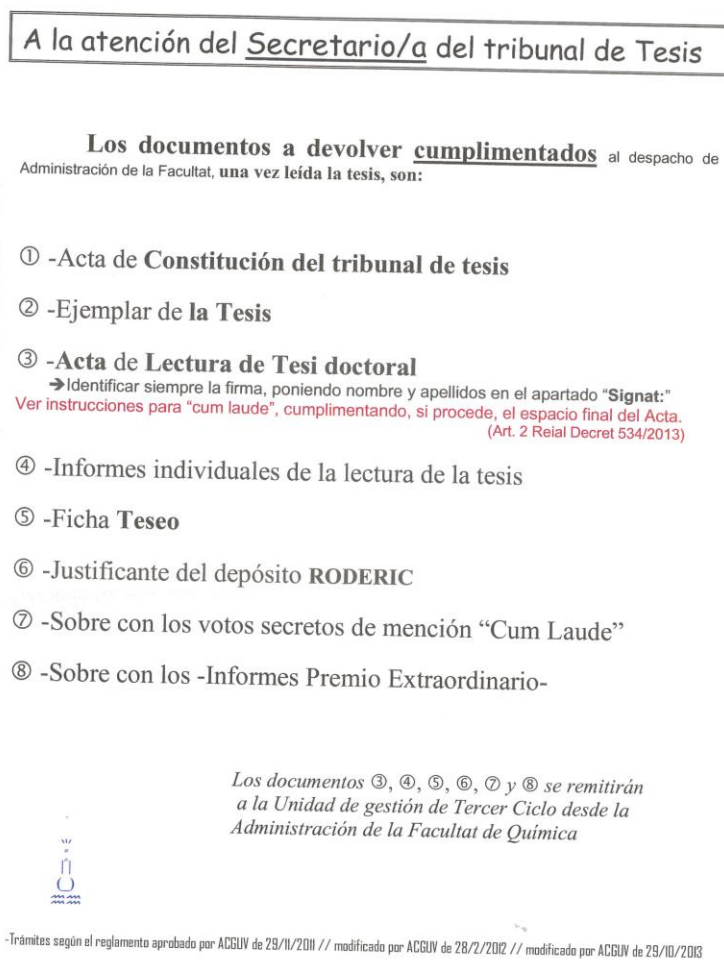 A la atención del Secretario/a del tribunal de Tesis
Los documentos a devolver cumplimentados al despacho de
Administración de la Facultat, una vez leída la tesis, son:
① -Acta de Constitución del tribunal de tesis
② -Ejemplar de la Tesis
③ -Acta de Lectura de Tesi doctoral
➔Identificar siempre la firma, poniendo nombre y apellidos en el apartado “Signat:”
Ver instrucciones para “cum laude”, cumplimentando, si procede, el espacio final del Acta.
(Art. 2 Reial Decret 534/2013)
④ -Informes individuales de la lectura de la tesis
⑤ -Ficha Teseo
⑥ -Justificante del depósito RODERIC
⑦ -Sobre con los votos secretos de mención “Cum Laude”
⑧ -Sobre con los -Informes Premio Extraordinario-
Los documentos ③, ④, ⑤, ⑥, ⑦ y ⑧ se remitirán
a la Unidad de gestión de Tercer Ciclo desde la
Administración de la Facultat de Química
-Trámites según el reglamento aprobado por ACGUV de 29/11/2011 // modificado por ACGUV de 28/2/2012 // modificado por ACGUV de 29/10/2013